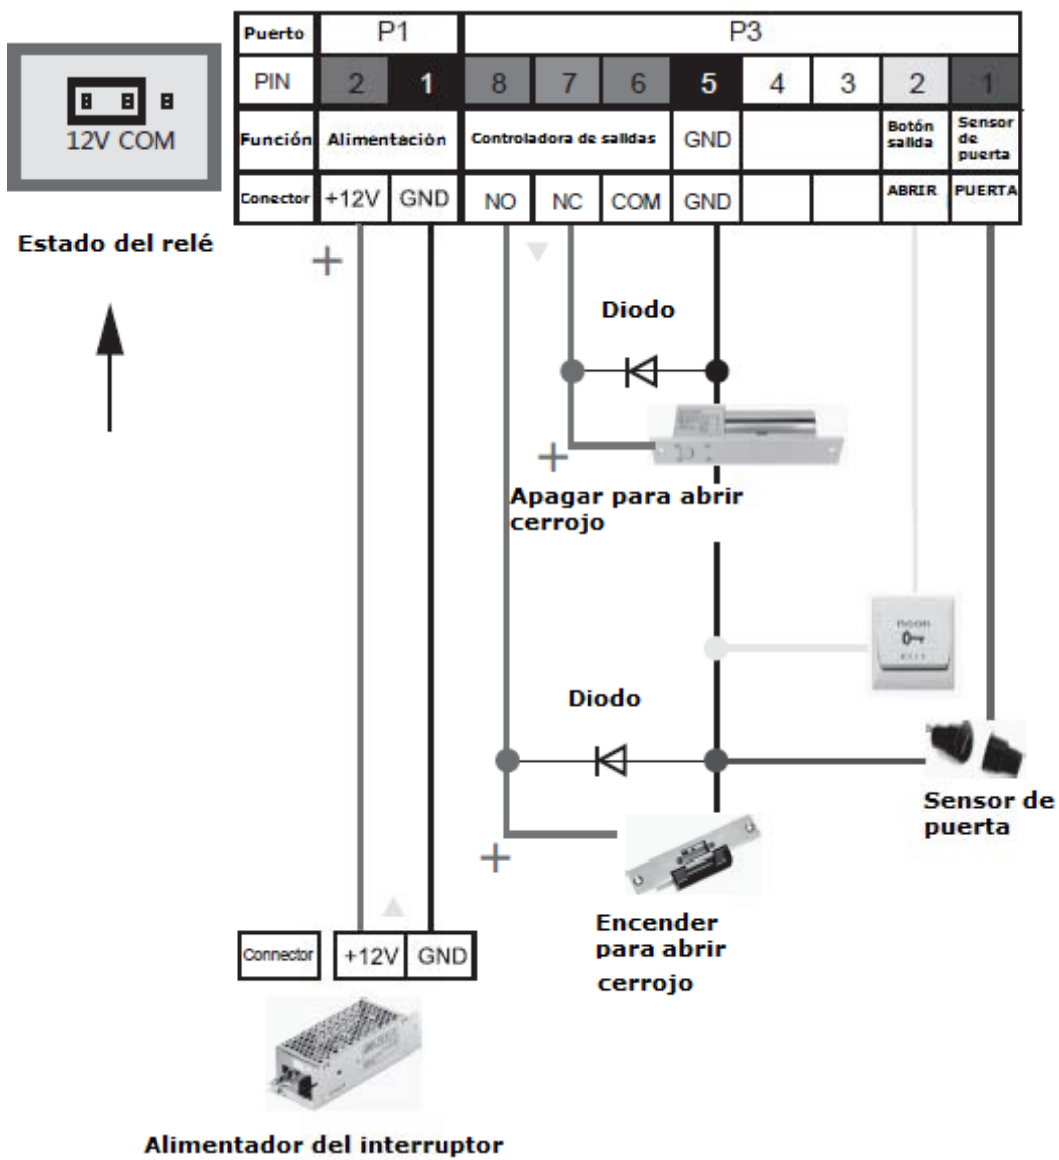 Puerto P1 P3
PIN 2 1 8 7 6 5 4 3 2 1
Función Alimentación Controladora de salidas GND Botón salida Sensor de puerta
Conector +12V GND NO NC COM GND ABRIR PUERTA
12V COM
Estado del relé
+
Diodo
+
Apagar para abrir
cerrojo
Diodo
Sensor de
puerta
+
Encender
para abrir
cerrojo
Connector +12V GND
Alimentador del interruptor